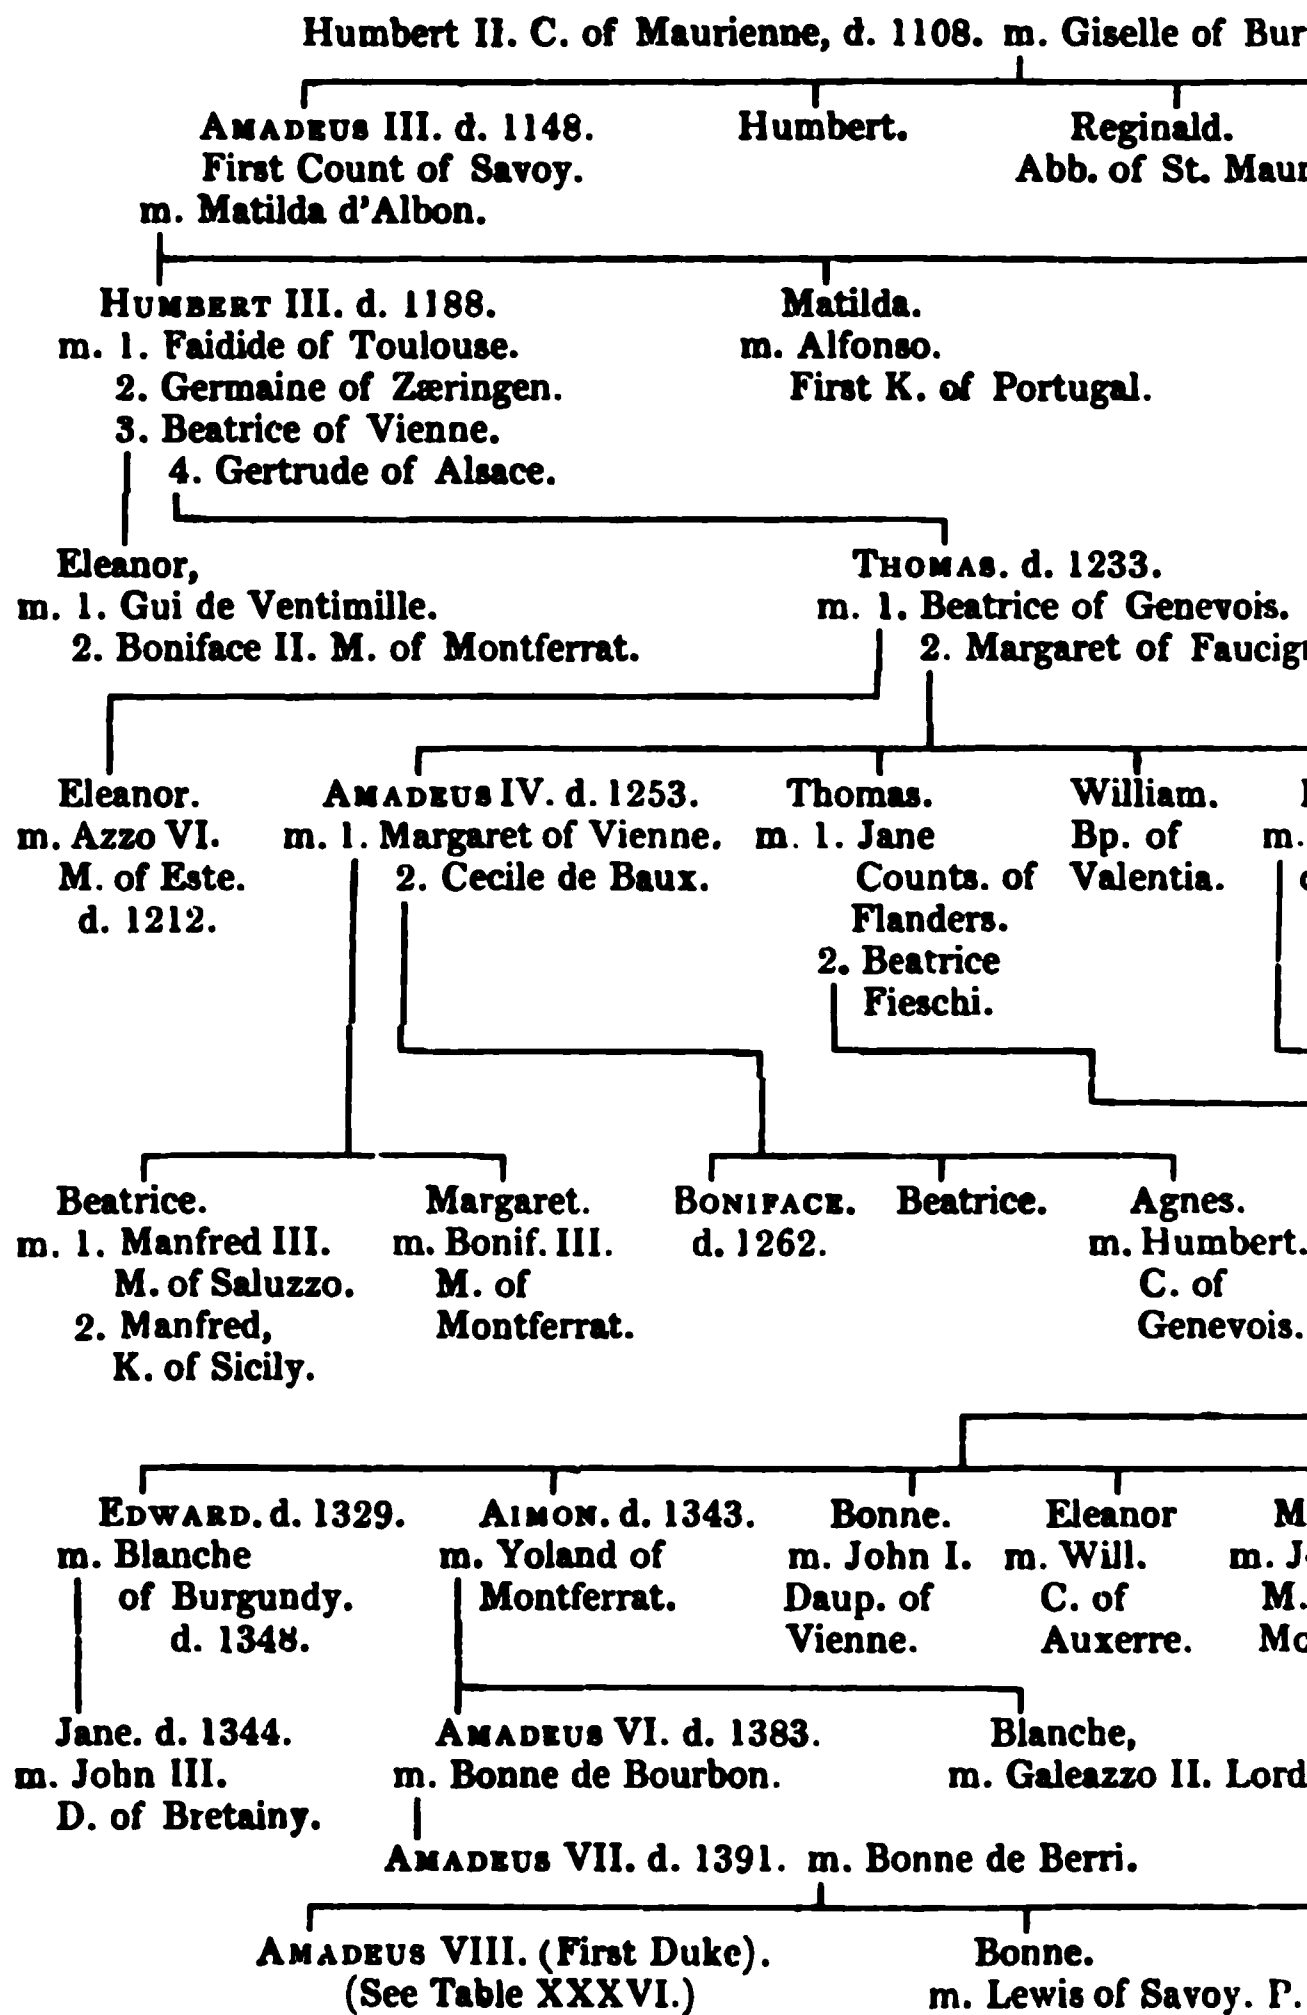 Humbert II. C. of Maurienne, d. 1108. m. Giselle of
AMADEUS III. d. 1148.
First Count of Savoy.
m. Matilda d'Albon.
Humbert.
Reginald.
Abb. of St.
HUMBERT III. d. 1188.
m. 1. Faidide of Toulouse.
2. Germaine of Zæringen.
3. Beatrice of Vienne.
4. Gertrude of Alsace.
Matilda.
m. Alfonso.
First K. of Portugal.
Eleanor,
m. 1. Gui de Ventimille.
2. Boniface II. M. of Montferrat.
THOMAS. d. 1233.
m. 1. Beatrice of Genevois.
2. Margaret of
Eleanor.
m. Azzo VI.
M. of Este.
d. 1212.
AMADEUS IV. d. 1253.
m. 1. Margaret of Vienne.
2. Cecile de Baux.
Thomas.
m. 1. Jane
Counts. of
Flanders.
2. Beatrice
Fieschi.
William.
Bp. of
Valentia.
m.
Beatrice.
m. 1. Manfred III.
M. of Saluzzo.
2. Manfred,
K. of Sicily.
Margaret.
m. Bonif. III.
M. of
Montferrat.
BONIFACE.
d. 1262.
Beatrice.
Agnes.
m. Humbert.
C. of
Genevois.
EDWARD. d. 1329.
m. Blanche
of Burgundy.
d. 1348.
AIMON. d. 1343.
m. Yoland of
Montferrat.
Bonne.
m. John I.
Daup. of
Vienne.
Eleanor
m. Will.
C. of
Auxerre.
m.
M.
Jane. d. 1344.
m. John III.
D. of Bretainy.
AMADEUS VI. d. 1383.
m. Bonne de Bourbon.
Blanche,
m. Galeazzo II. Lord
AMADEUS VII. d. 1391. m. Bonne de Berri.
AMADEUS VIII. (First Duke).
(See Table XXXVI.)
Bonne.
m. Lewis of Savoy. P.